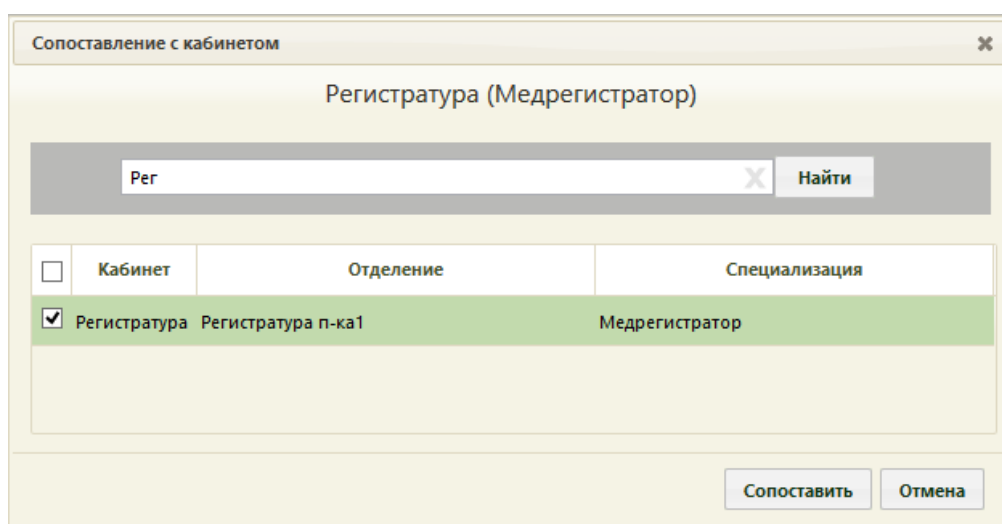 Сопоставление с кабинетом
Регистратура (Медрегистратор)
Рег X Найти
Кабинет Отделение Специализация
Регистратура Регистратура п-ка1 Медрегистратор
Сопоставить Отмена